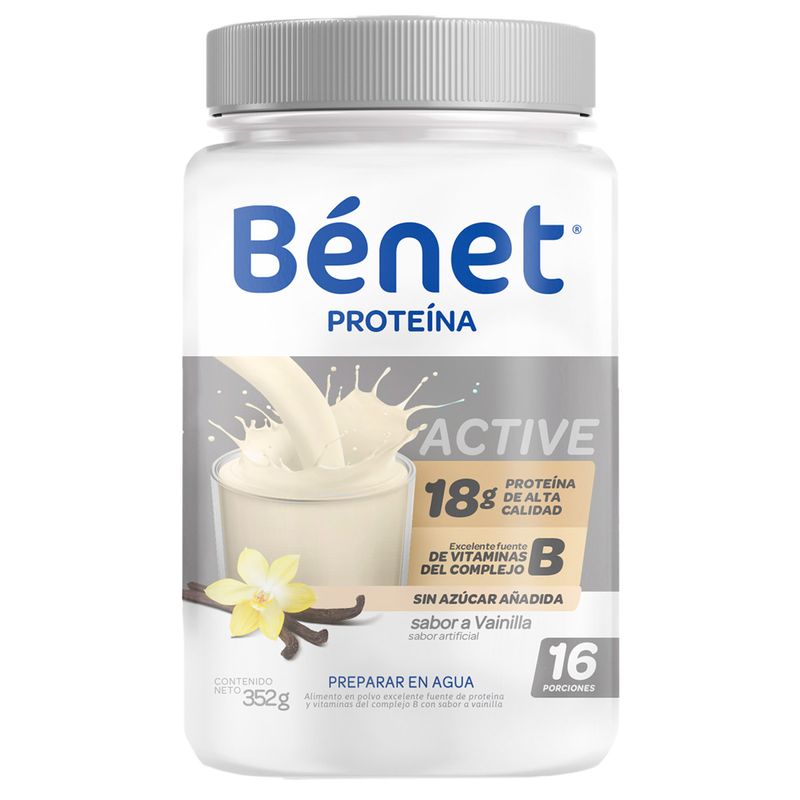 Bénet®
PROTEÍNA
ACTIVE
18g PROTEÍNA
DE ALTA
CALIDAD
Excelente fuente
DE VITAMINAS
DEL COMPLEJO B
SIN AZÚCAR AÑADIDA
sabor a Vainilla
sabor artificial
16
PORCIONES
CONTENIDO
NETO 352g
PREPARAR EN AGUA
Alimento en polvo excelente fuente de proteína
y vitaminas del complejo B con sabor a vainilla